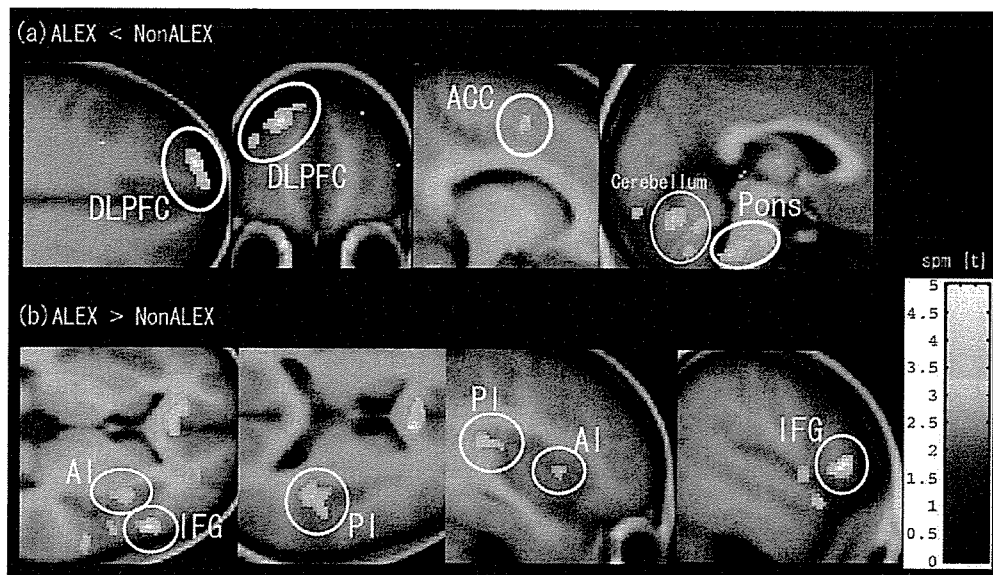 (a)ALEX < NonALEX
ACC
DLPFC
DLPFC
Cerebellum
Pons
spm [t]
(b)ALEX > NonALEX
5
4.5
4
3.5
3
2.5
2
1.5
1
0.5
0
AI
IFG
PI
PI
AI
IFG